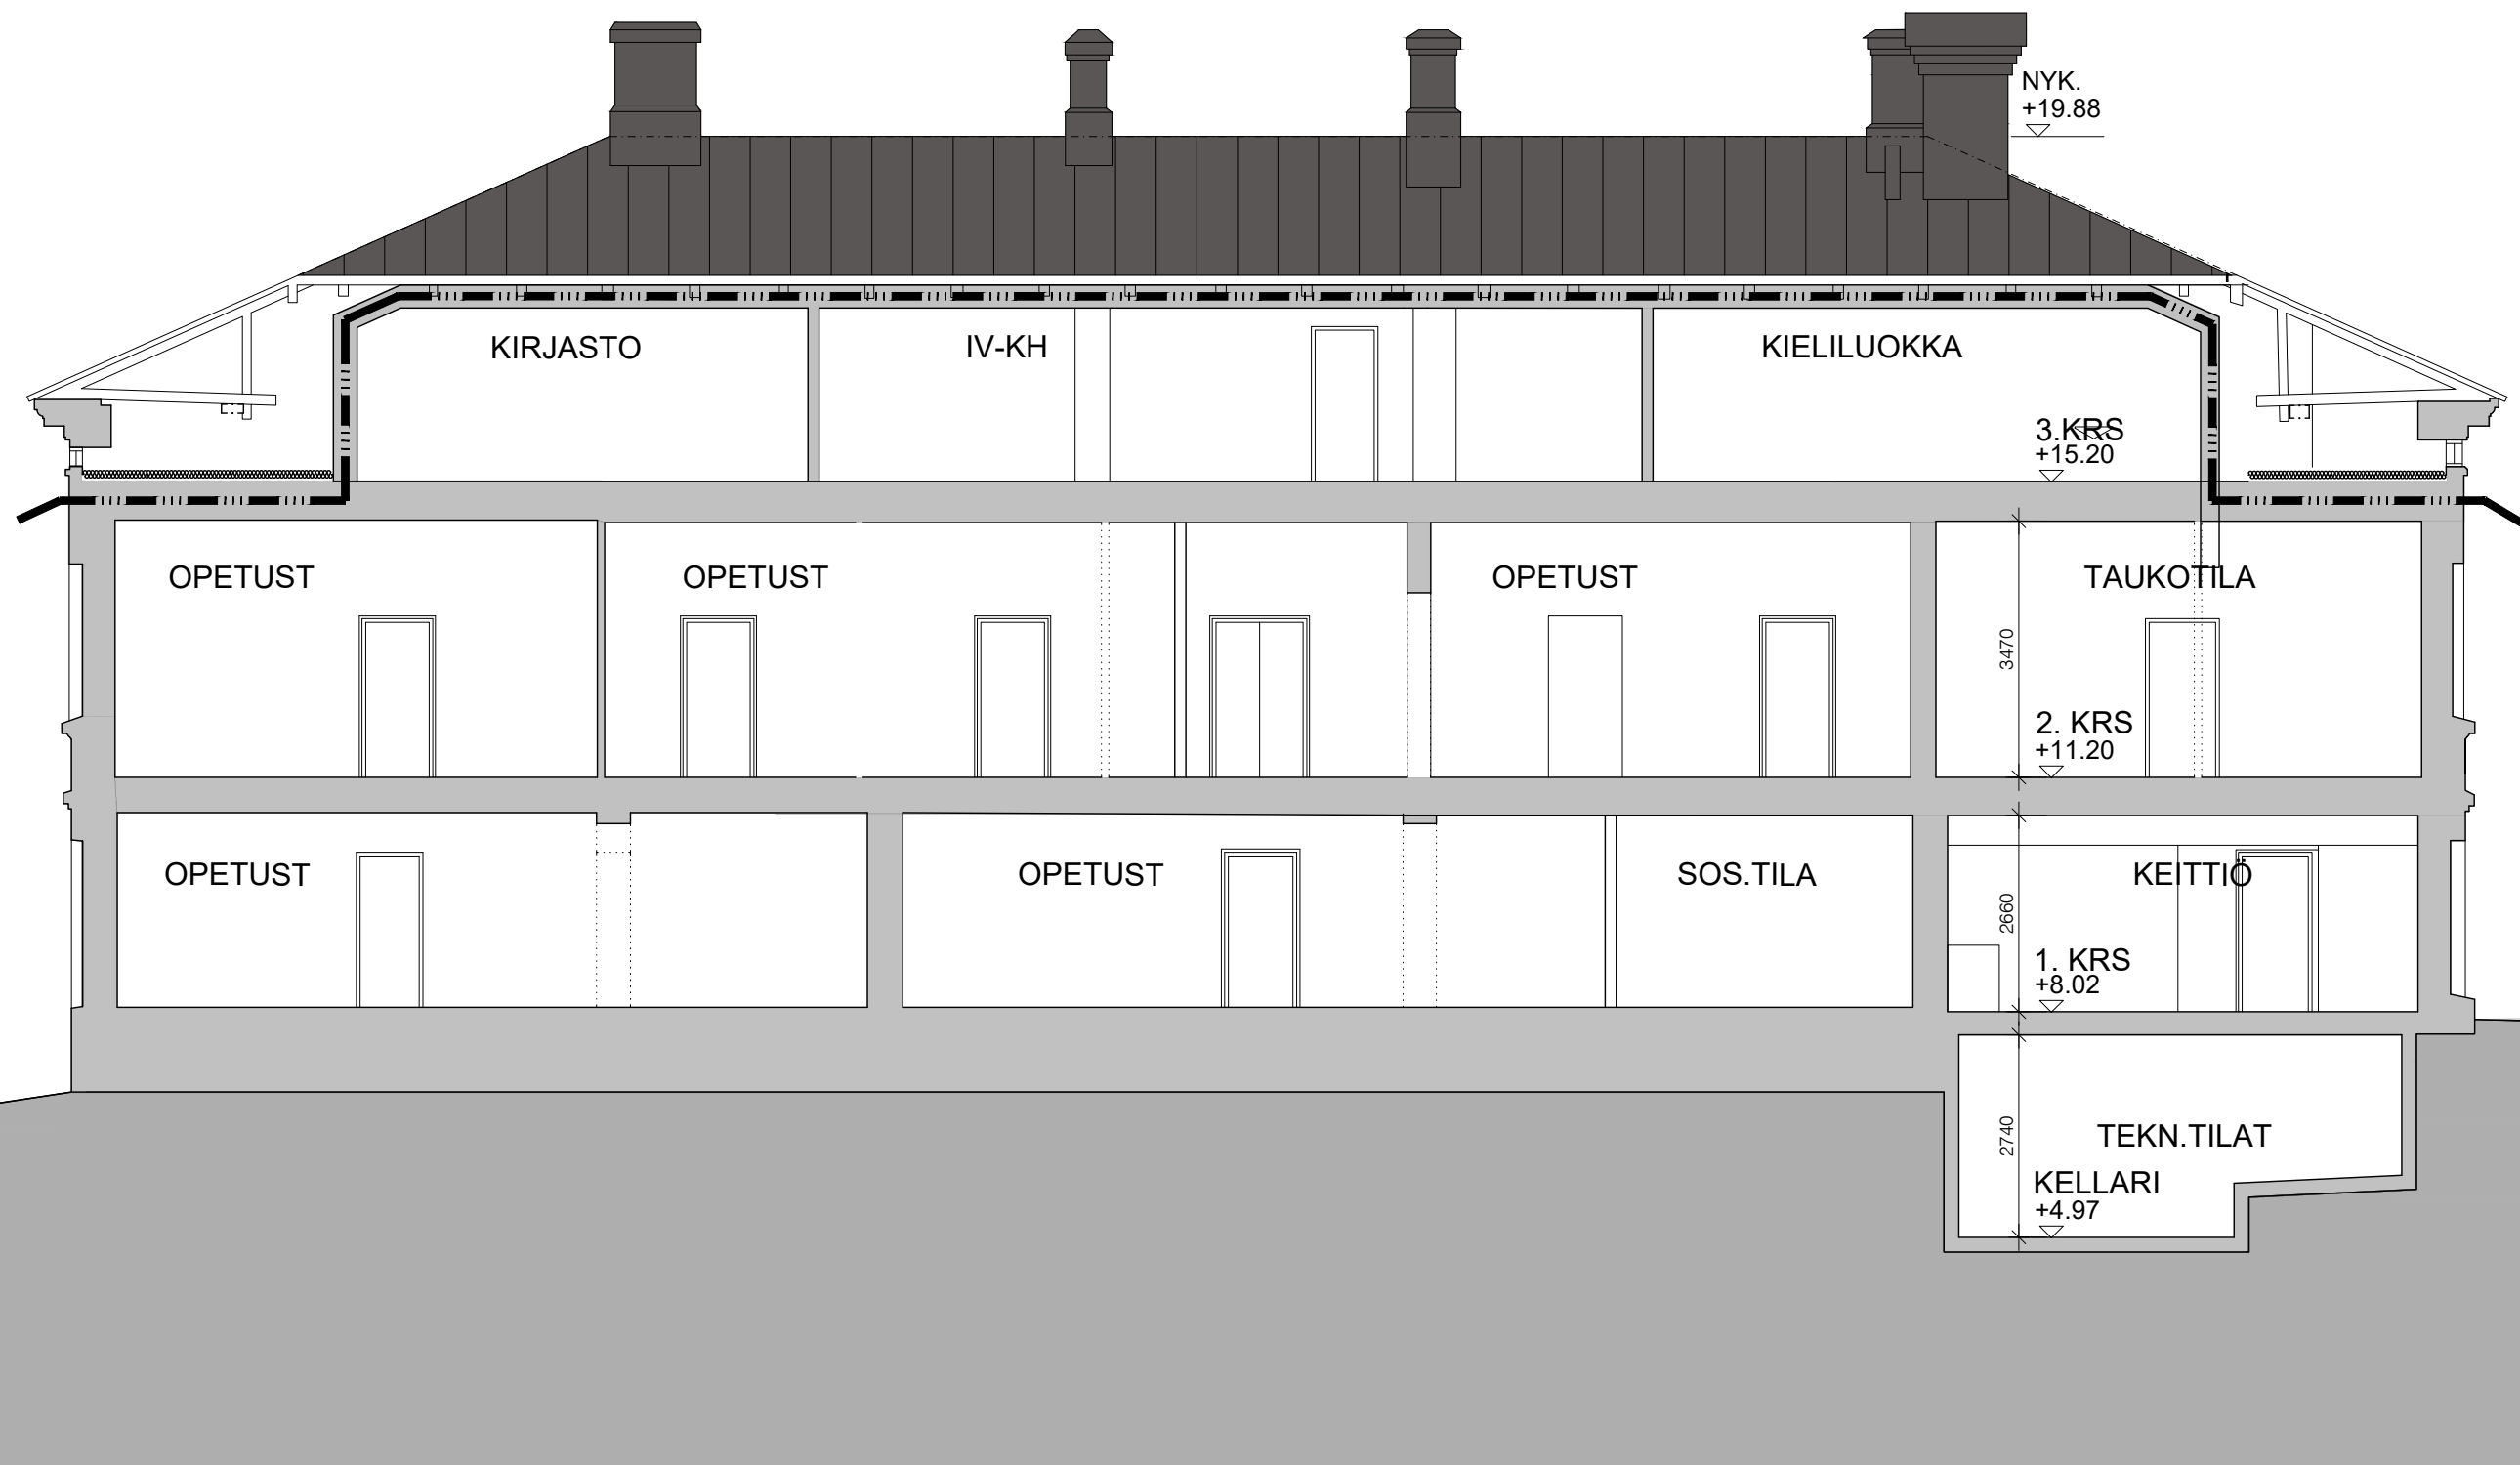 NYK.
+19.88
KIRJASTO
IV-KH
KIELILUOKKA
3.KRS
+15.20
OPETUST
OPETUST
OPETUST
TAUKOTILA
3470
2. KRS
+11.20
OPETUST
OPETUST
SOS.TILA
KEITTIÖ
2660
1. KRS
+8.02
2740
TEKN.TILAT
KELLARI
+4.97